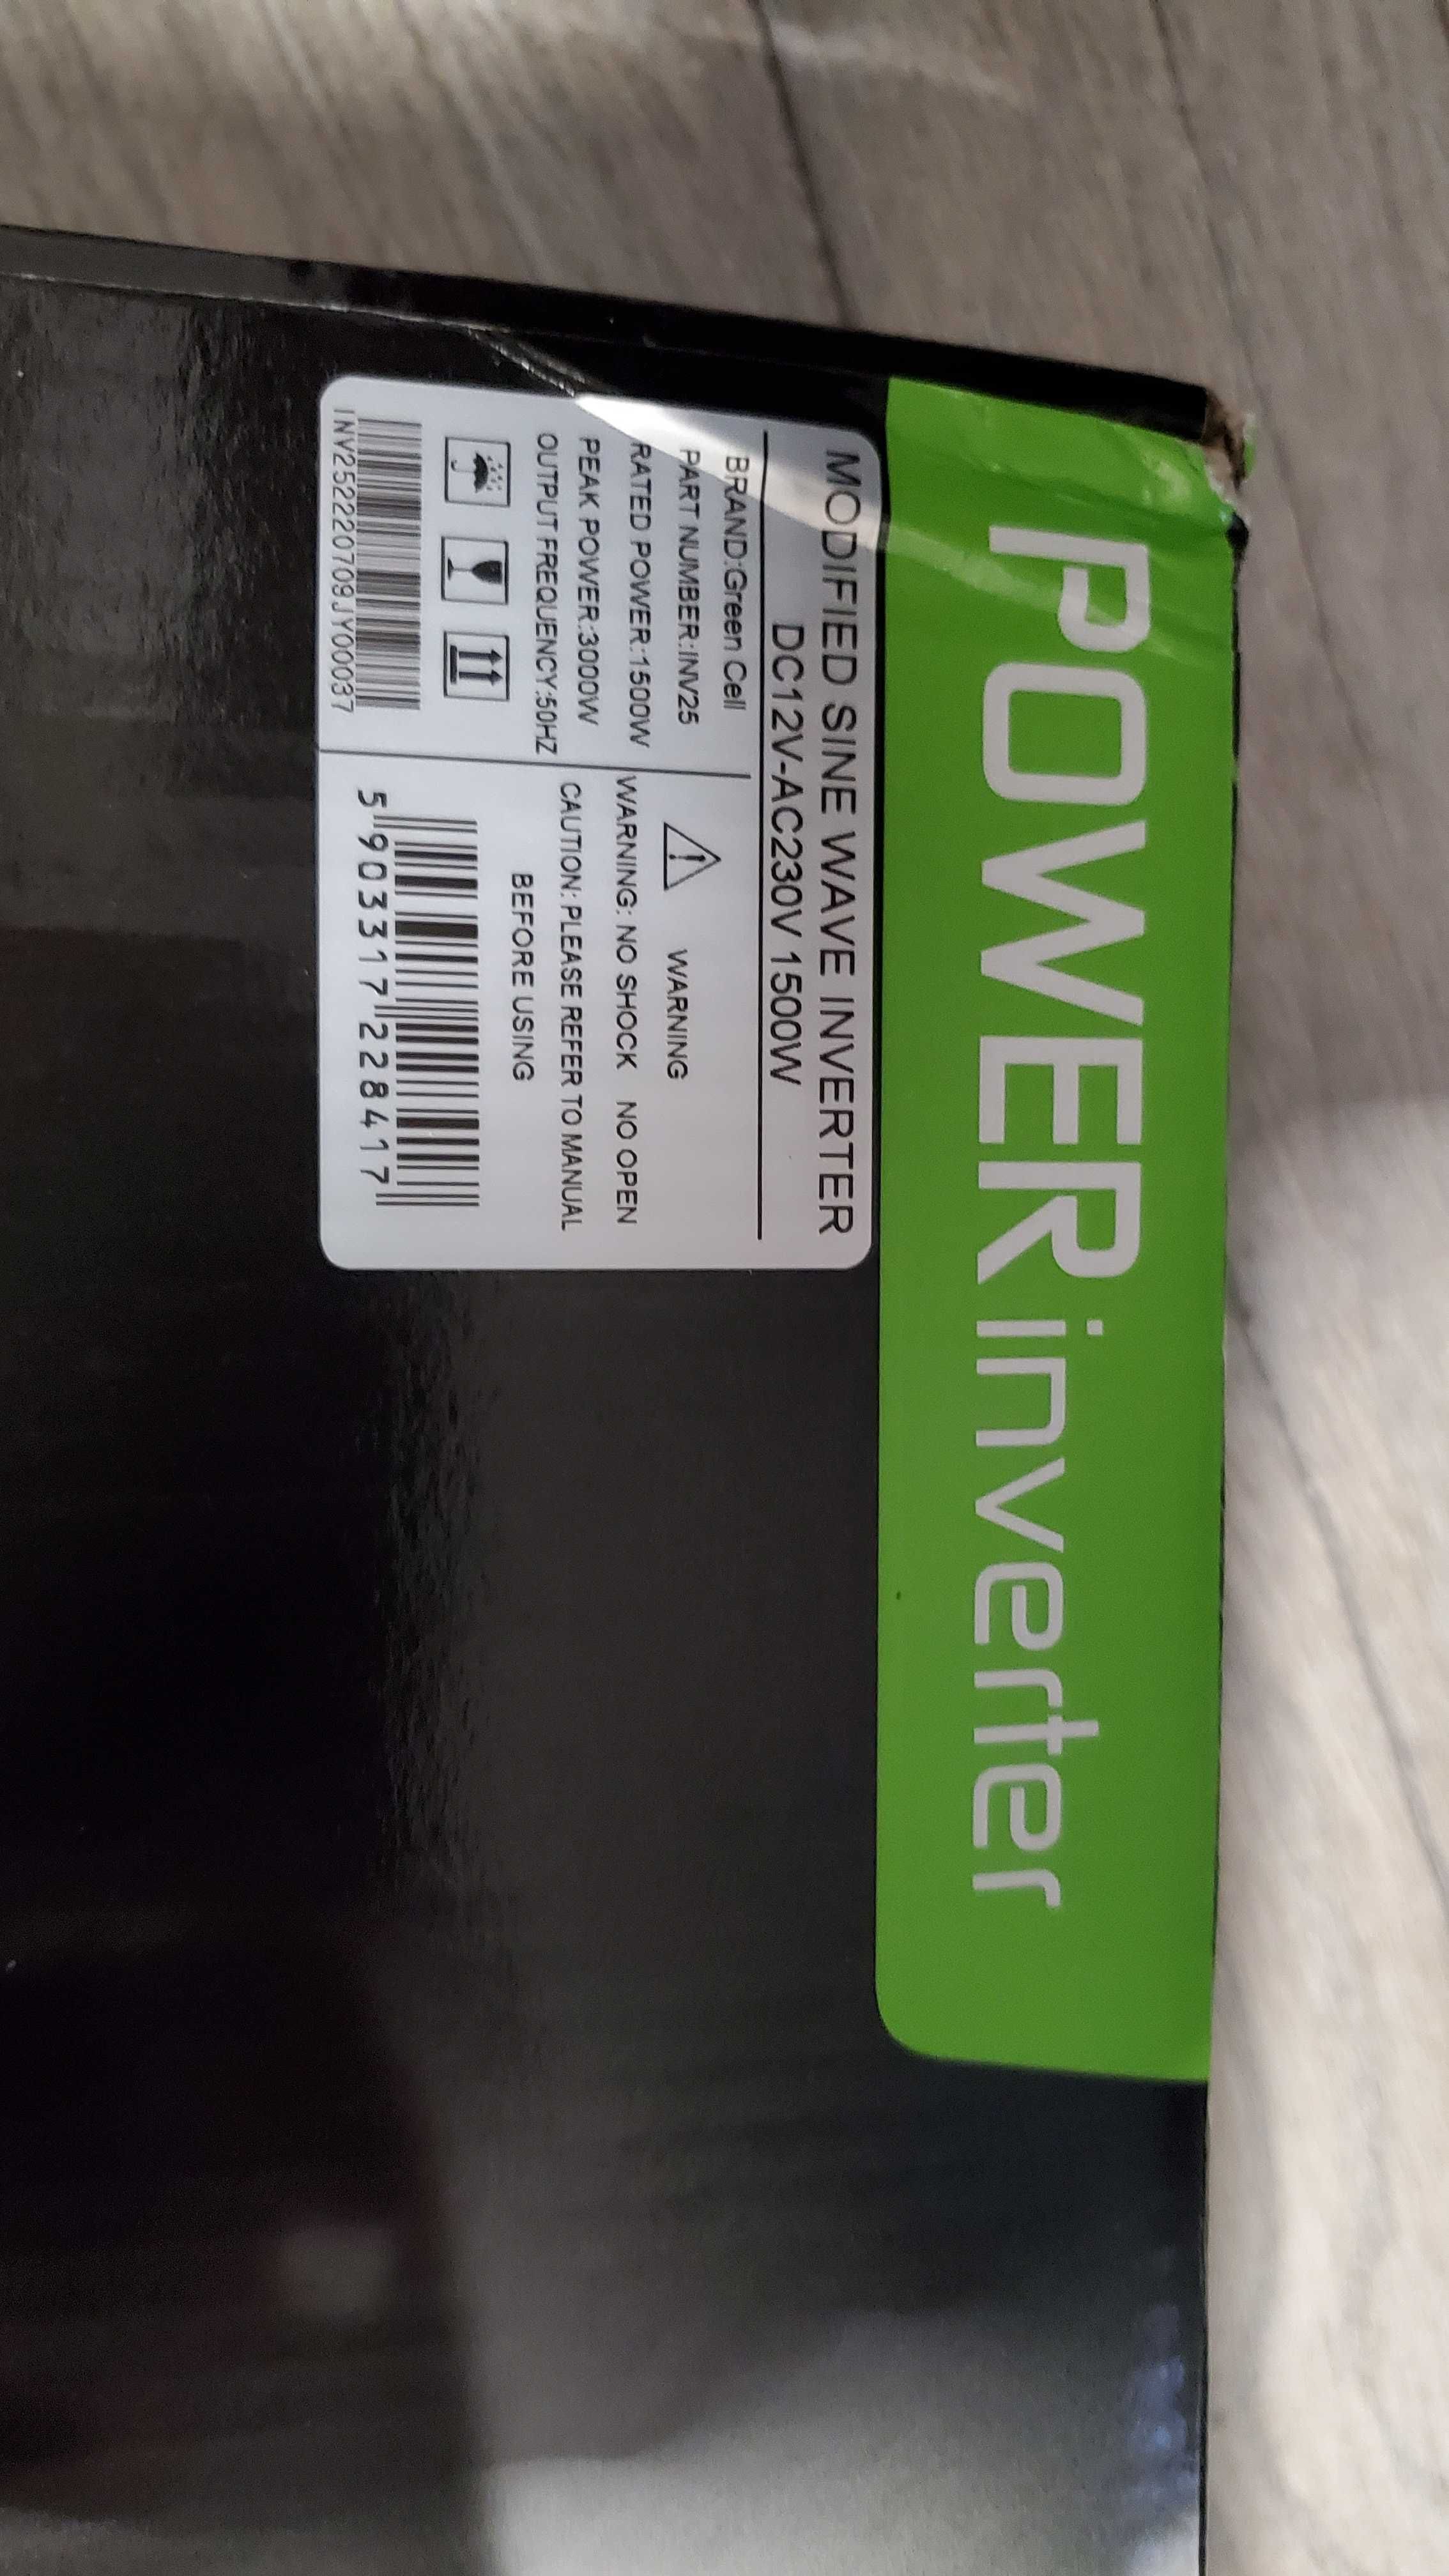 POWER inverter
MODIFIED SINE WAVE INVERTER
DC12V-AC230V 1500W
BRAND:Green Cell
PART NUMBER:INV25
RATED POWER:1500W
PEAK POWER:3000W
OUTPUT FREQUENCY:50HZ
INV252220709JY00037
WARNING
WARNING: NO SHOCK NO OPEN
CAUTION: PLEASE REFER TO MANUAL
BEFORE USING
5 903317 228417